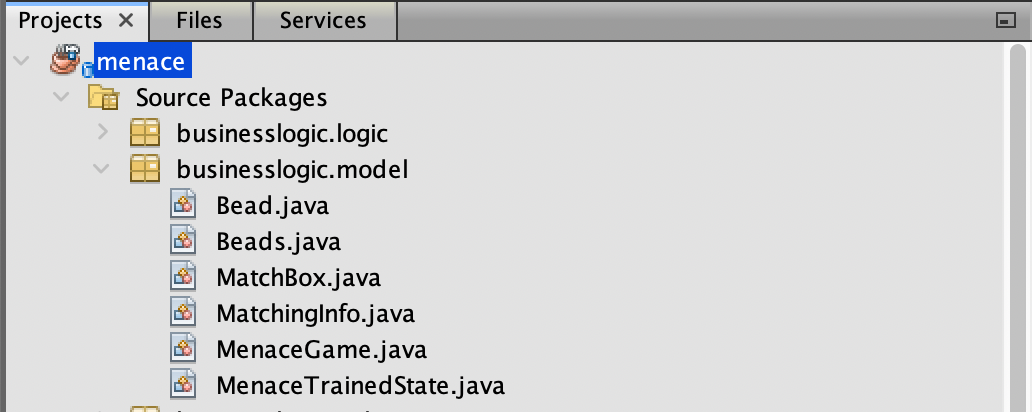 Projects Files Services
menace
Source Packages
businesslogic.logic
businesslogic.model
Bead.java
Beads.java
MatchBox.java
MatchingInfo.java
MenaceGame.java
MenaceTrainedState.java